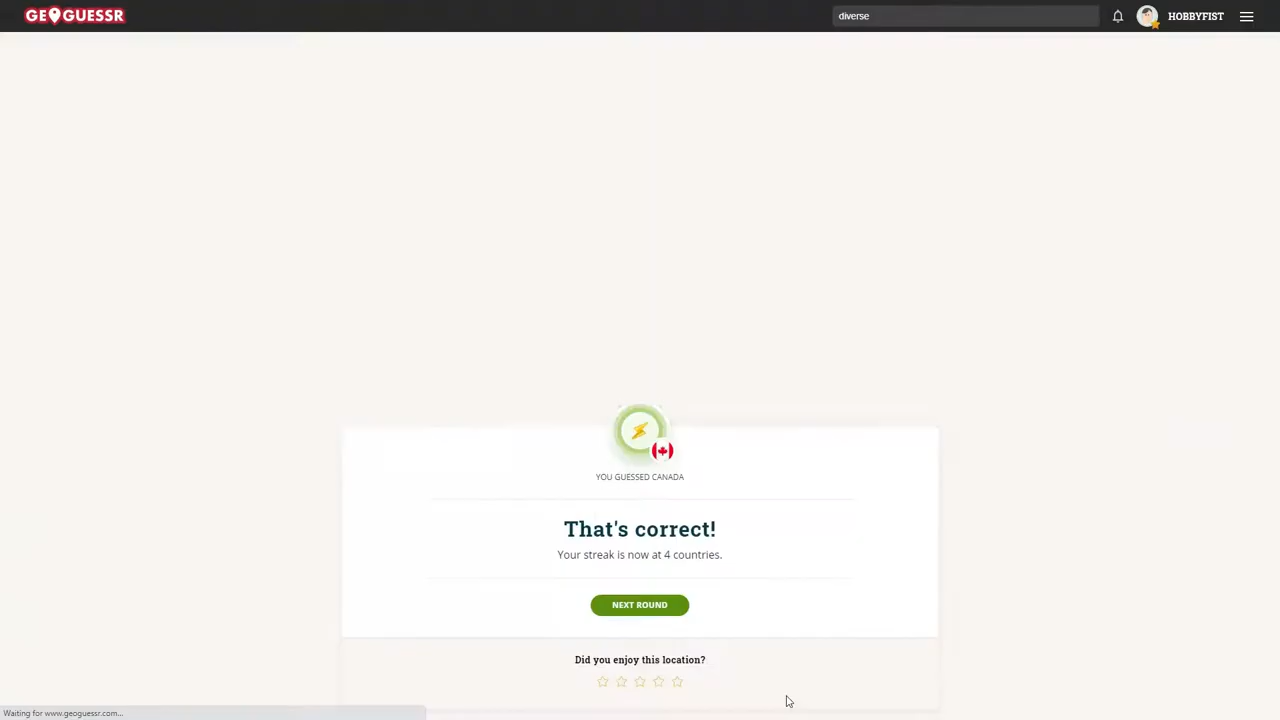 GEOGUESSR
diverse
HOBBYFIST
YOU GUESSED CANADA
That's correct!
Your streak is now at 4 countries.
NEXT ROUND
Did you enjoy this location?
Waiting for www.geoguessr.com...